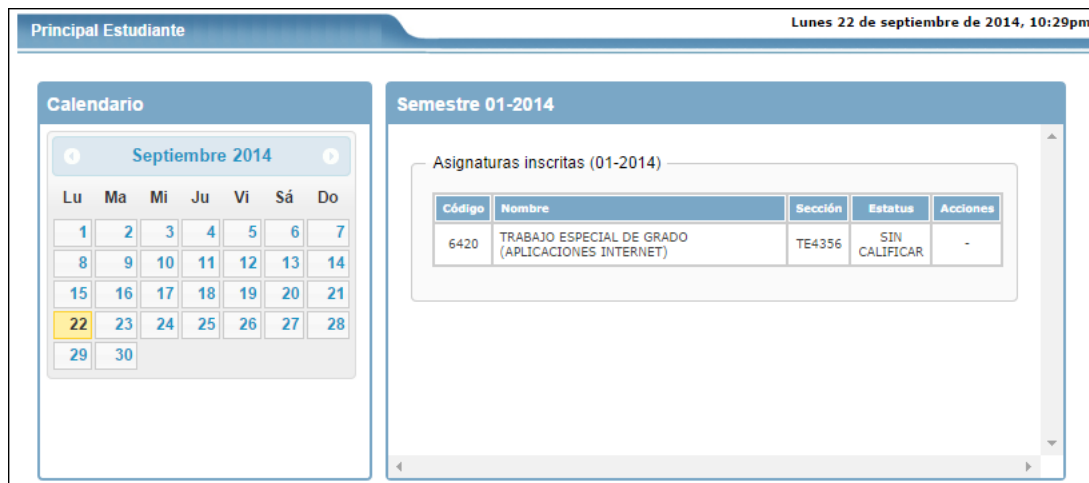 Principal Estudiante
Lunes 22 de septiembre de 2014, 10:29pm
Calendario
Septiembre 2014
Lu Ma Mi Ju Vi Sá Do
1 2 3 4 5 6 7
8 9 10 11 12 13 14
15 16 17 18 19 20 21
22 23 24 25 26 27 28
29 30
Semestre 01-2014
Asignaturas inscritas (01-2014)
Código Nombre Sección Estatus Acciones
6420 TRABAJO ESPECIAL DE GRADO (APLICACIONES INTERNET) TE4356 SIN CALIFICAR -